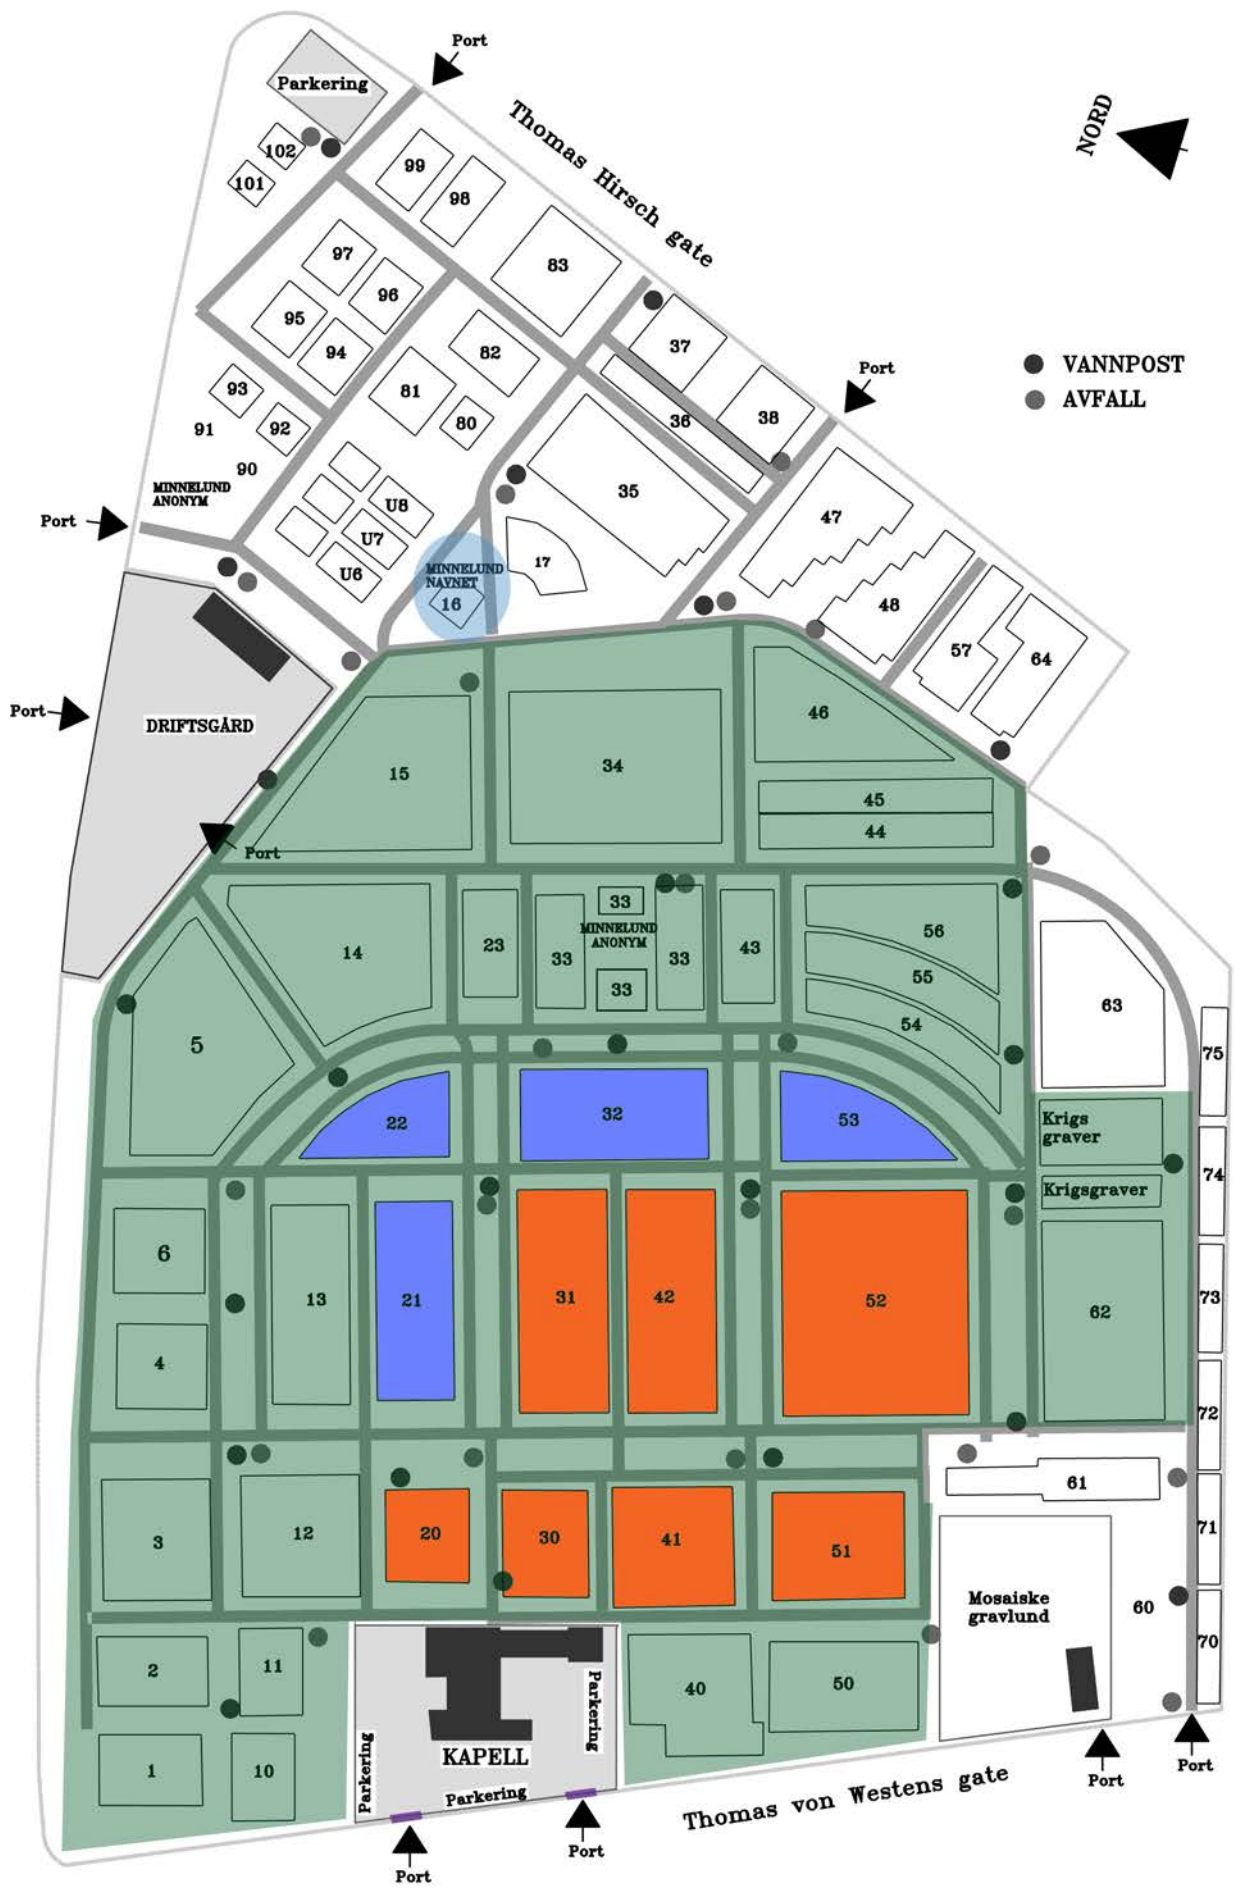 Port
Parkering
NORD
Thomas Hirsch gate
102
99
101
98
97
83
96
95
37
94
82
VANNPOST
Port
93
81
AVFALL
38
80
36
91
92
90
MINNELUND
ANONYM
35
U8
47
Port
U7
17
MINNELUND
NAVNET
U6
16
48
57
64
Port
DRIFTSGÅRD
15
34
46
45
44
Port
33
56
14
23
MINNELUND
ANONYM
43
33
33
55
33
54
63
5
75
22
32
53
Krigs
graver
74
Krigsgraver
6
13
21
31
42
52
73
62
4
72
61
3
12
20
30
41
51
71
Mosaiske
gravlund
60
70
2
11
40
50
Parkering
KAPELL
1
10
Parkering
Parkering
Thomas von Westens gate
Port
Port
Port
Port